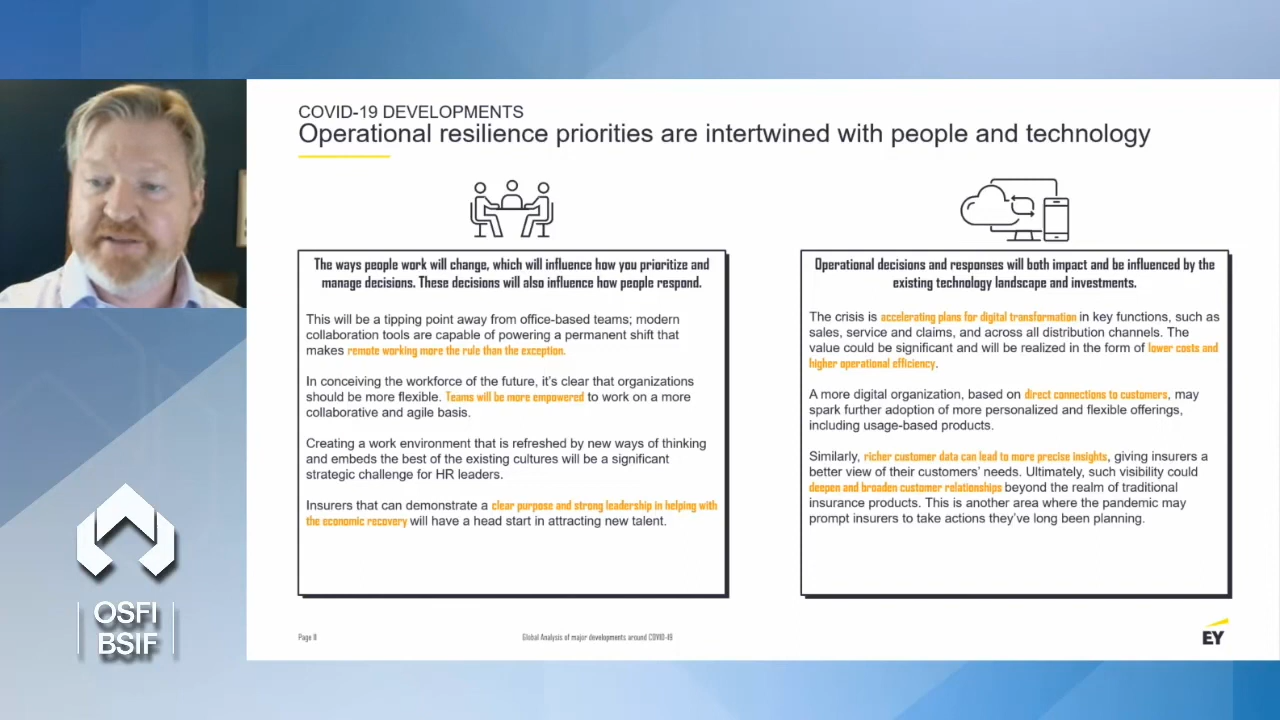 COVID-19 DEVELOPMENTS
Operational resilience priorities are intertwined with people and technology
The ways people work will change, which will influence how you prioritize and
manage decisions. These decisions will also influence how people respond.
This will be a tipping point away from office-based teams; modern
collaboration tools are capable of powering a permanent shift that
makes remote working more the rule than the exception.
In conceiving the workforce of the future, it's clear that organizations
should be more flexible. Teams will be more empowered to work on a more
collaborative and agile basis.
Creating a work environment that is refreshed by new ways of thinking
and embeds the best of the existing cultures will be a significant
strategic challenge for HR leaders.
Insurers that can demonstrate a clear purpose and strong leadership in helping with
the economic recovery will have a head start in attracting new talent.
Operational decisions and responses will both impact and be influenced by the
existing technology landscape and investments.
The crisis is accelerating plans for digital transformation in key functions, such as
sales, service and claims, and across all distribution channels. The
value could be significant and will be realized in the form of lower costs and
higher operational efficiency.
A more digital organization, based on direct connections to customers, may
spark further adoption of more personalized and flexible offerings,
including usage-based products.
Similarly, richer customer data can lead to more precise insights, giving insurers a
better view of their customers' needs. Ultimately, such visibility could
deepen and broaden customer relationships beyond the realm of traditional
insurance products. This is another area where the pandemic may
prompt insurers to take actions they've long been planning.
Page 8
Global Analysis of major developments around COVID-19
EY
OSFI
BSIF